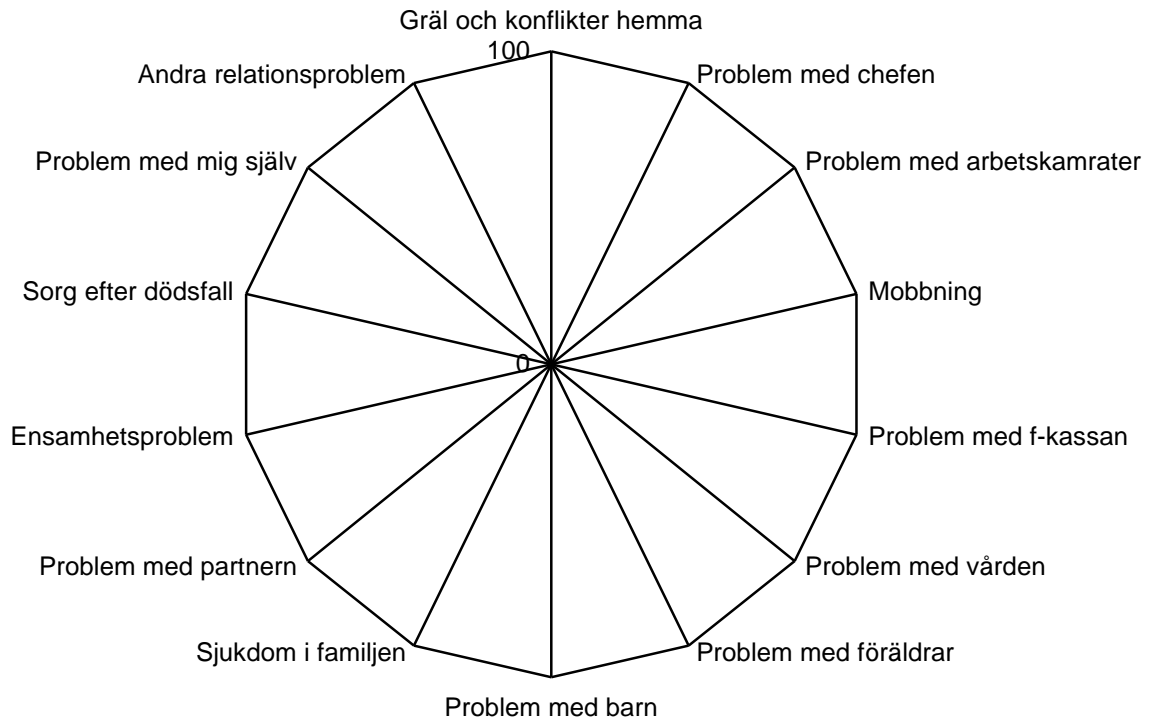 Gräl och konflikter hemma
100
Andra relationsproblem
Problem med chefen
Problem med mig själv
Problem med arbetskamrater
Sorg efter dödsfall
Mobbning
0
Ensamhetsproblem
Problem med f-kassan
Problem med partnern
Problem med vården
Sjukdom i familjen
Problem med föräldrar
Problem med barn